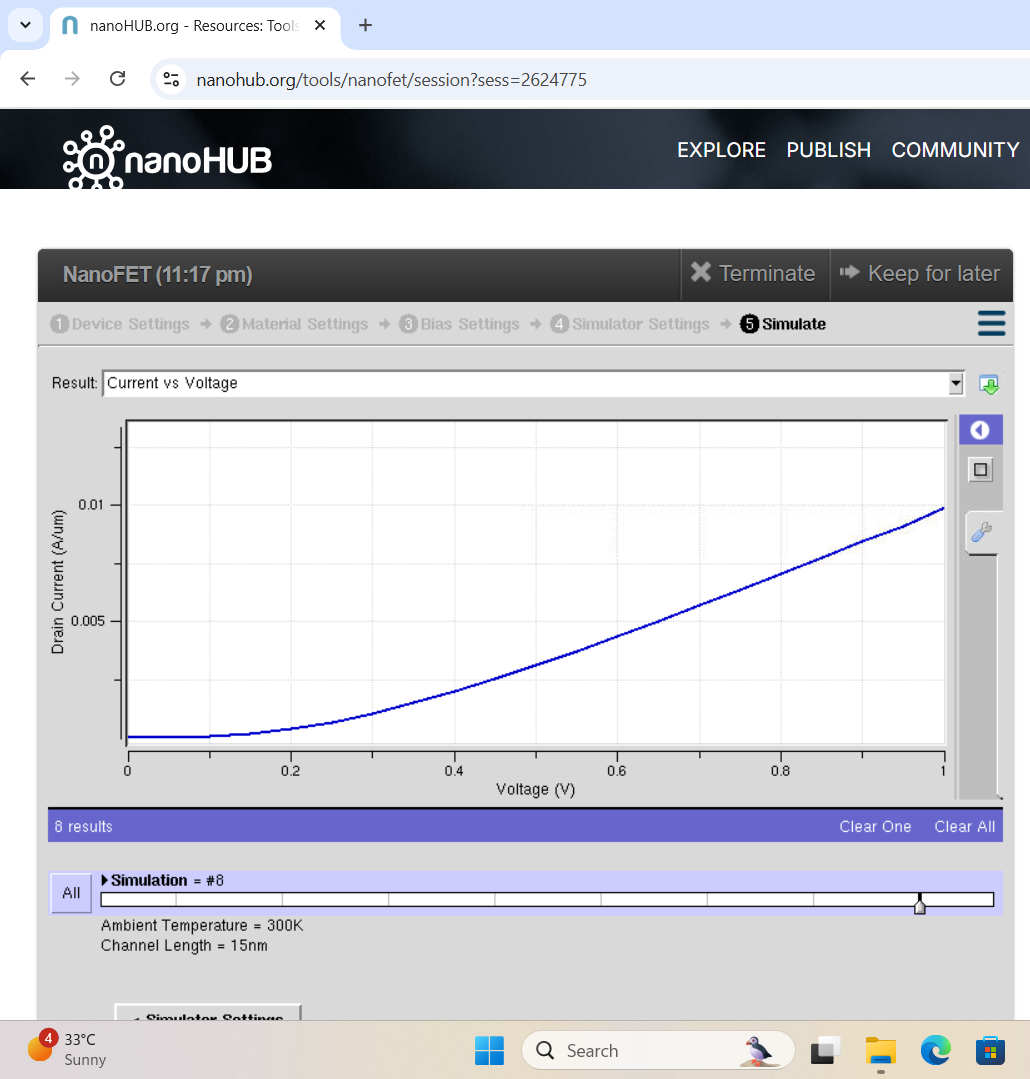 nanoHUB.org - Resources: Tools
nanohub.org/tools/nanofet/session?sess=2624775
nanoHUB
EXPLORE PUBLISH COMMUNITY
NanoFET (11:17 pm)
Terminate
Keep for later
1 Device Settings → 2 Material Settings → 3 Bias Settings → 4 Simulator Settings → 5 Simulate
Result: Current vs Voltage
0.01
0.005
Drain Current (A/um)
0 0.2 0.4 0.6 0.8 1
Voltage (V)
8 results Clear One Clear All
All
Simulation = #8
Ambient Temperature = 300K
Channel Length = 15nm
Simulator Settings
4
33°C
Sunny
Search